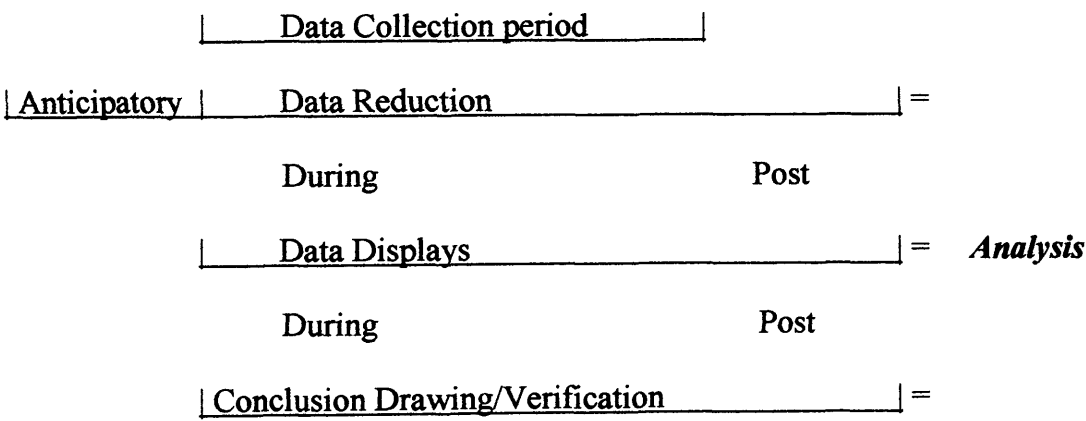 Data Collection period
Anticipatory Data Reduction =
During Post
Data Displays = Analysis
During Post
Conclusion Drawing/Verification =